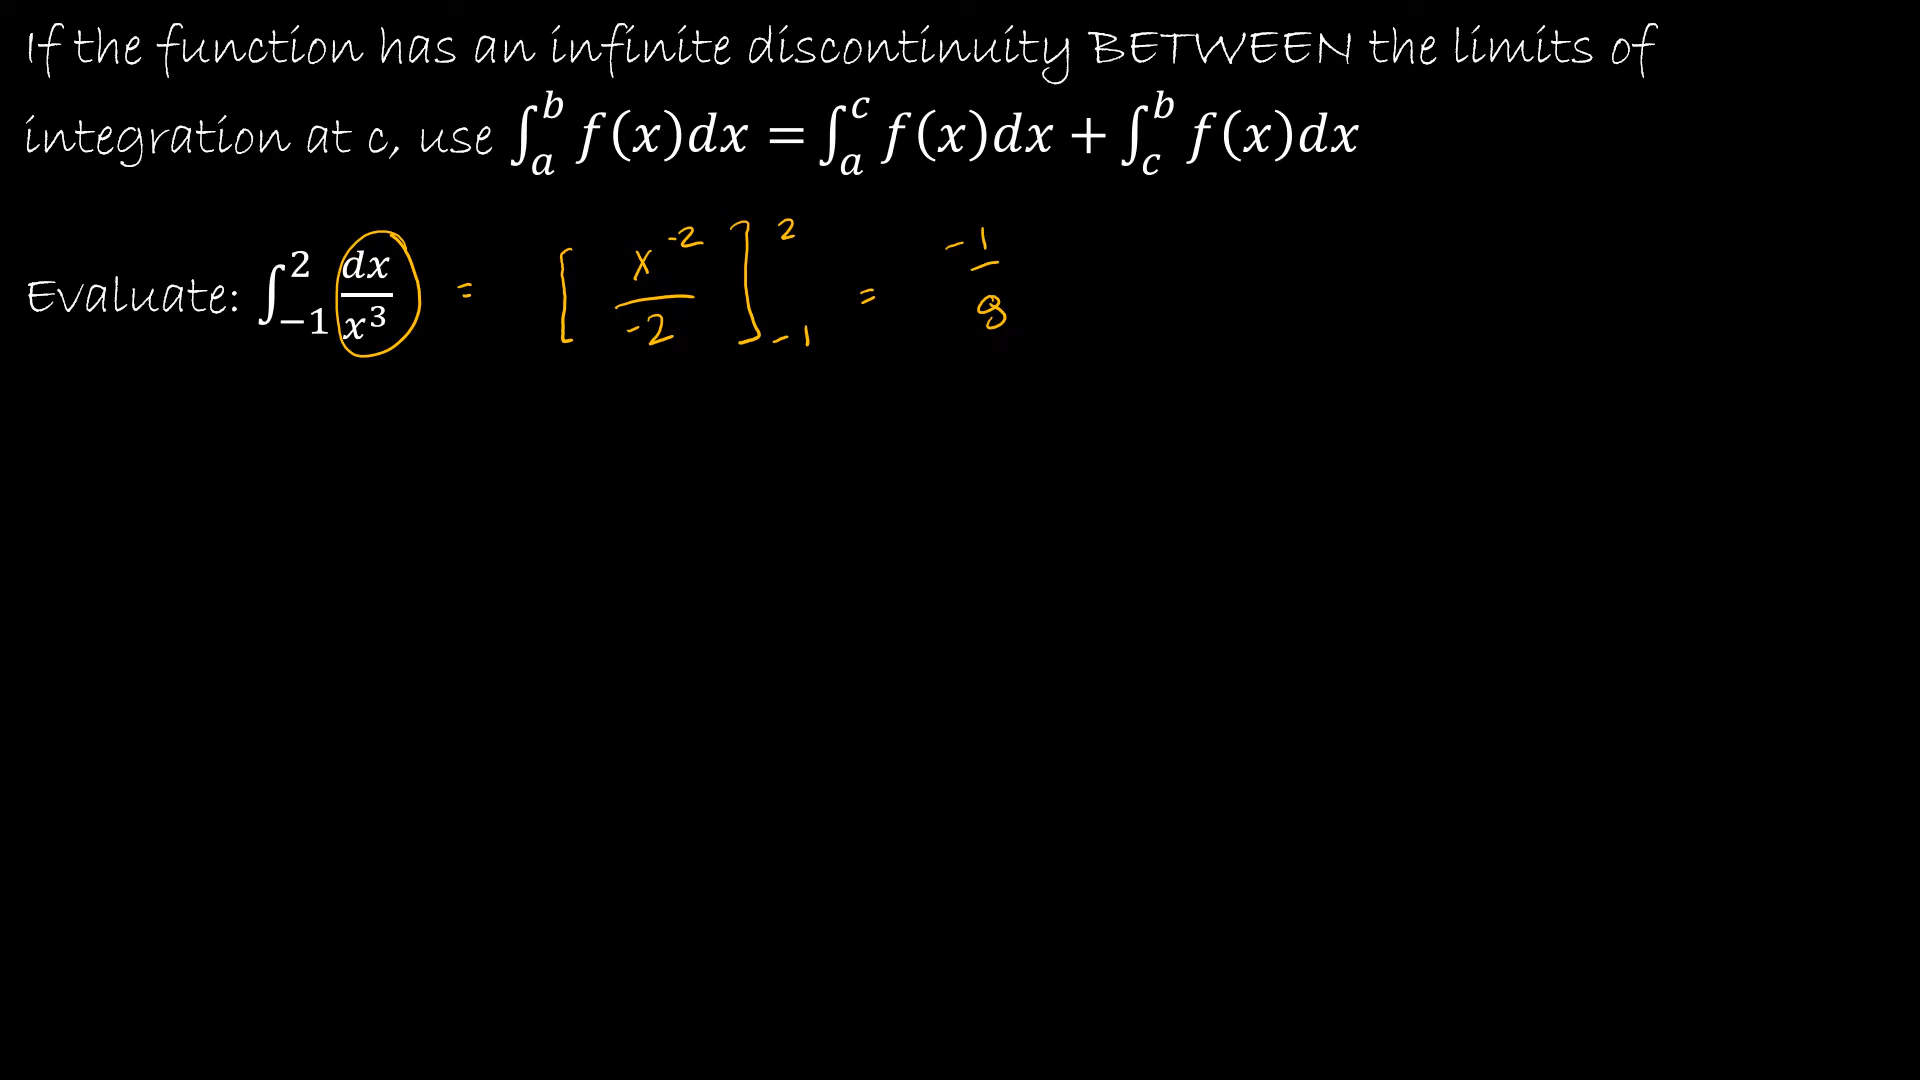 If the function has an infinite discontinuity BETWEEN the limits of
integration at c, use ∫_a^b f(x)dx = ∫_a^c f(x)dx + ∫_c^b f(x)dx
Evaluate: ∫_{-1}^{2} dx/x^3 = [ x^{-2}/-2 ]_{-1}^{2} = -1/8